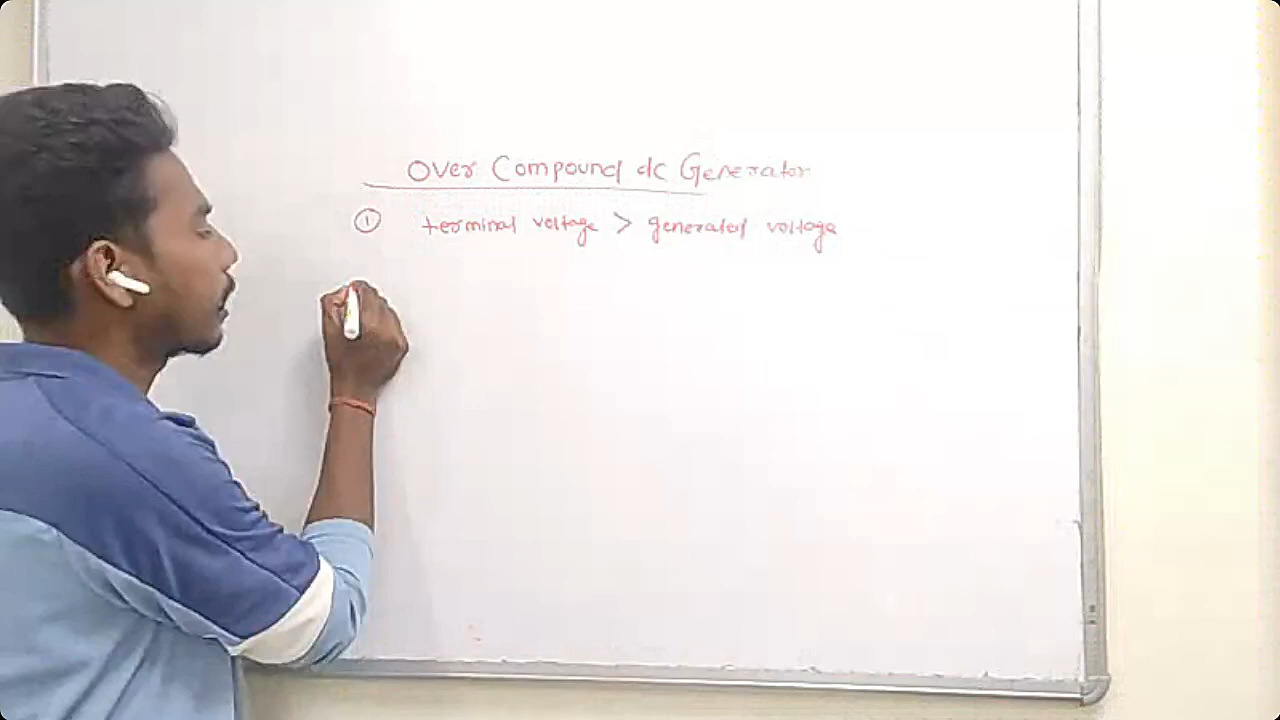 Over Compound dc Generator
① terminal voltage > generated voltage